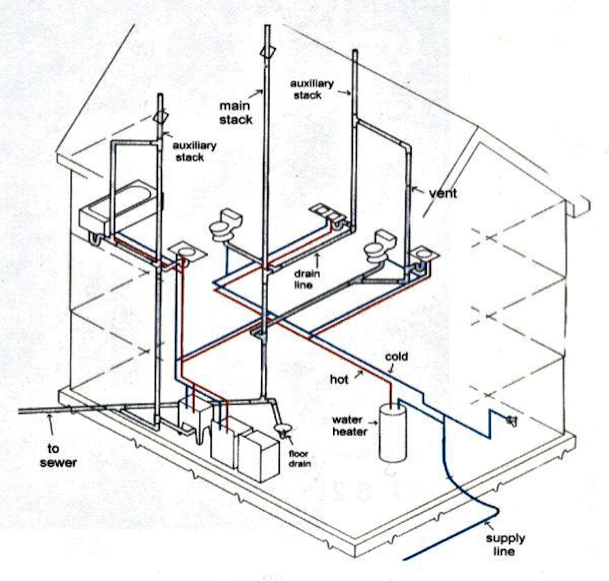 auxiliary
stack
main
stack
auxiliary
stack
vent
drain
line
cold
hot
water
heater
to
sewer
floor
drain
supply
line